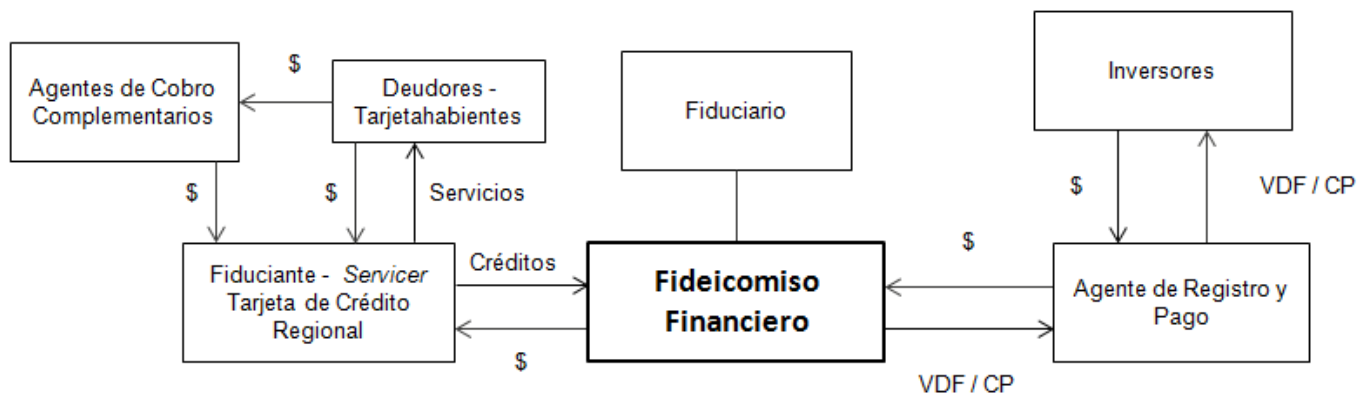 Agentes de Cobro
Complementarios
$
Deudores -
Tarjetahabientes
Fiduciario
Inversores
$
$
Servicios
$
VDF / CP
Fiduciante - Servicer
Tarjeta de Crédito
Regional
Créditos
$
Fideicomiso
Financiero
$
VDF / CP
Agente de Registro y
Pago